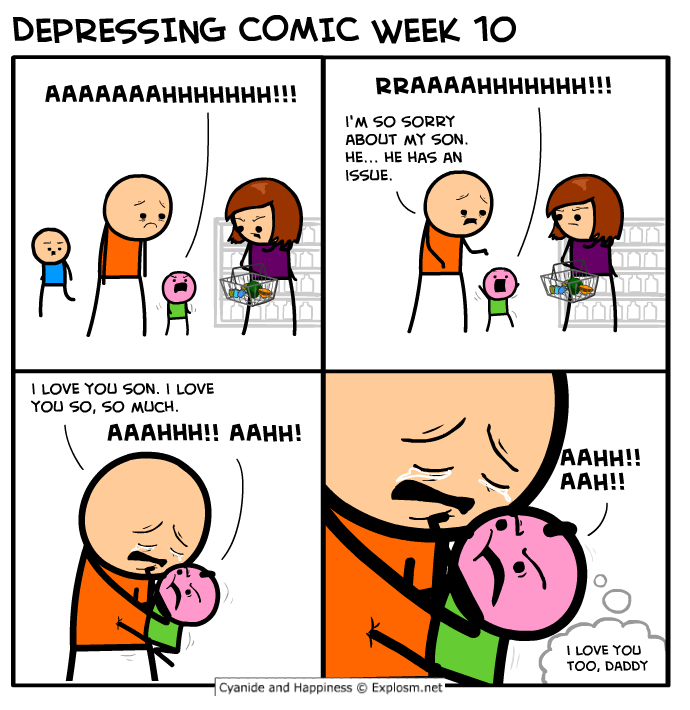 DEPRESSING COMIC WEEK 10
AAAAAAAHHHHHHH!!!
RRAAAAHHHHHHH!!!
I'M SO SORRY
ABOUT MY SON.
HE... HE HAS AN
ISSUE.
I LOVE YOU SON. I LOVE
YOU SO, SO MUCH.
AAAHHH!! AAHH!
AAHH!!
AAH!!
I LOVE YOU
TOO, DADDY
Cyanide and Happiness © Explosm.net